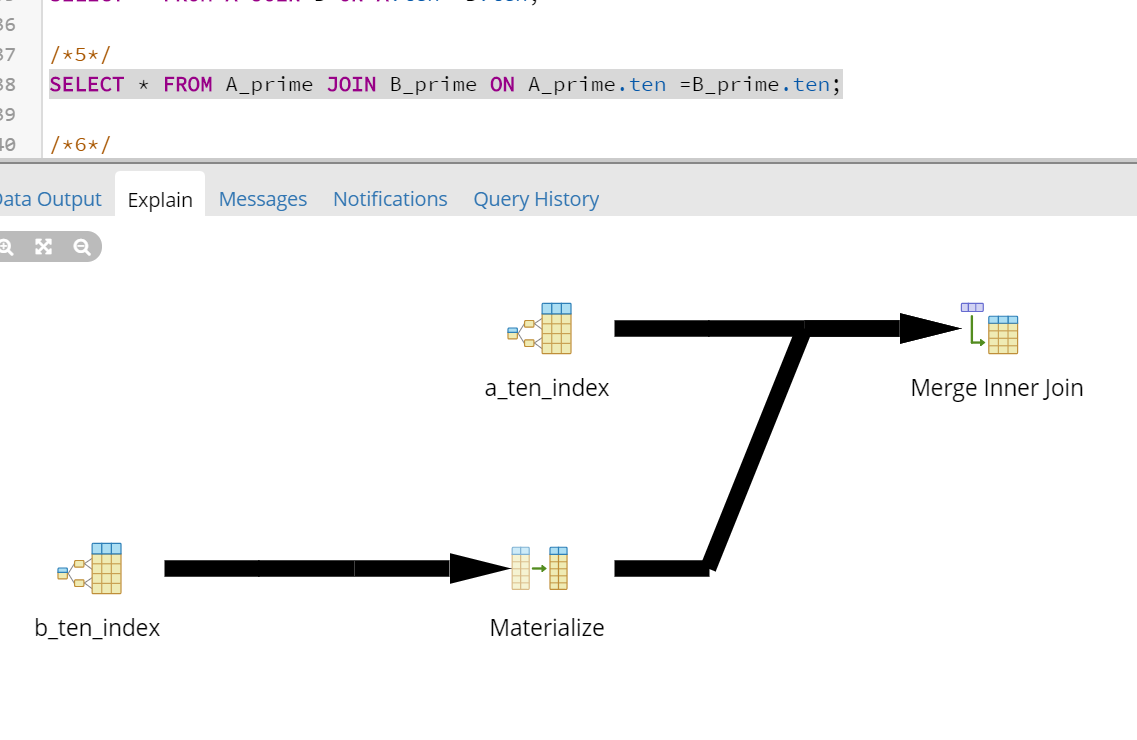 36
37 /*5*/
38 SELECT * FROM A_prime JOIN B_prime ON A_prime.ten =B_prime.ten;
39
40 /*6*/
Data Output Explain Messages Notifications Query History
a_ten_index Merge Inner Join
b_ten_index Materialize